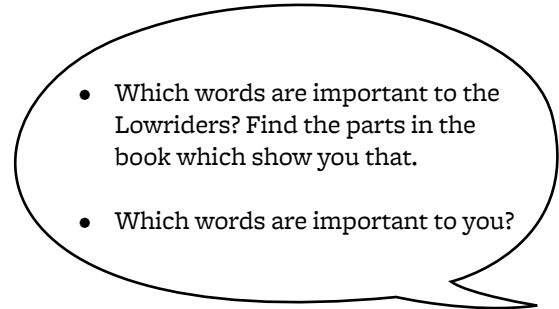 ● Which words are important to the
Lowriders? Find the parts in the
book which show you that.
● Which words are important to you?